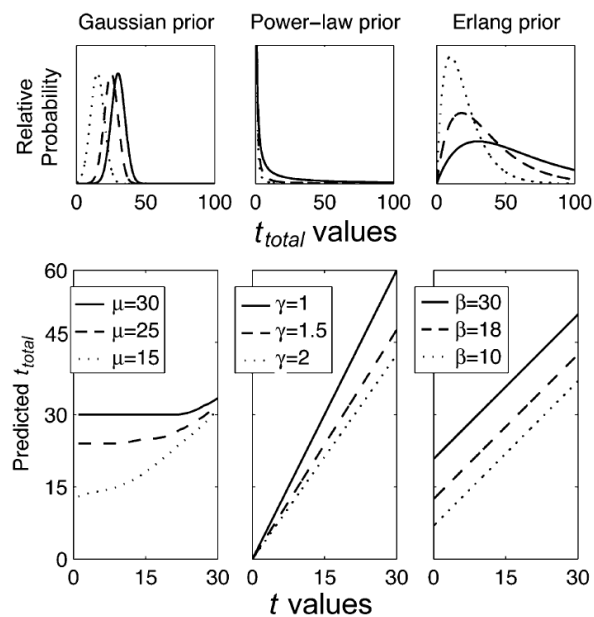 Gaussian prior Power-law prior Erlang prior
Relative
Probability
0 50 100 0 50 100 0 50 100
t_total values
60
45
30
15
0
Predicted t_total
μ=30
μ=25
μ=15
γ=1
γ=1.5
γ=2
β=30
β=18
β=10
0 15 30 0 15 30 0 15 30
t values